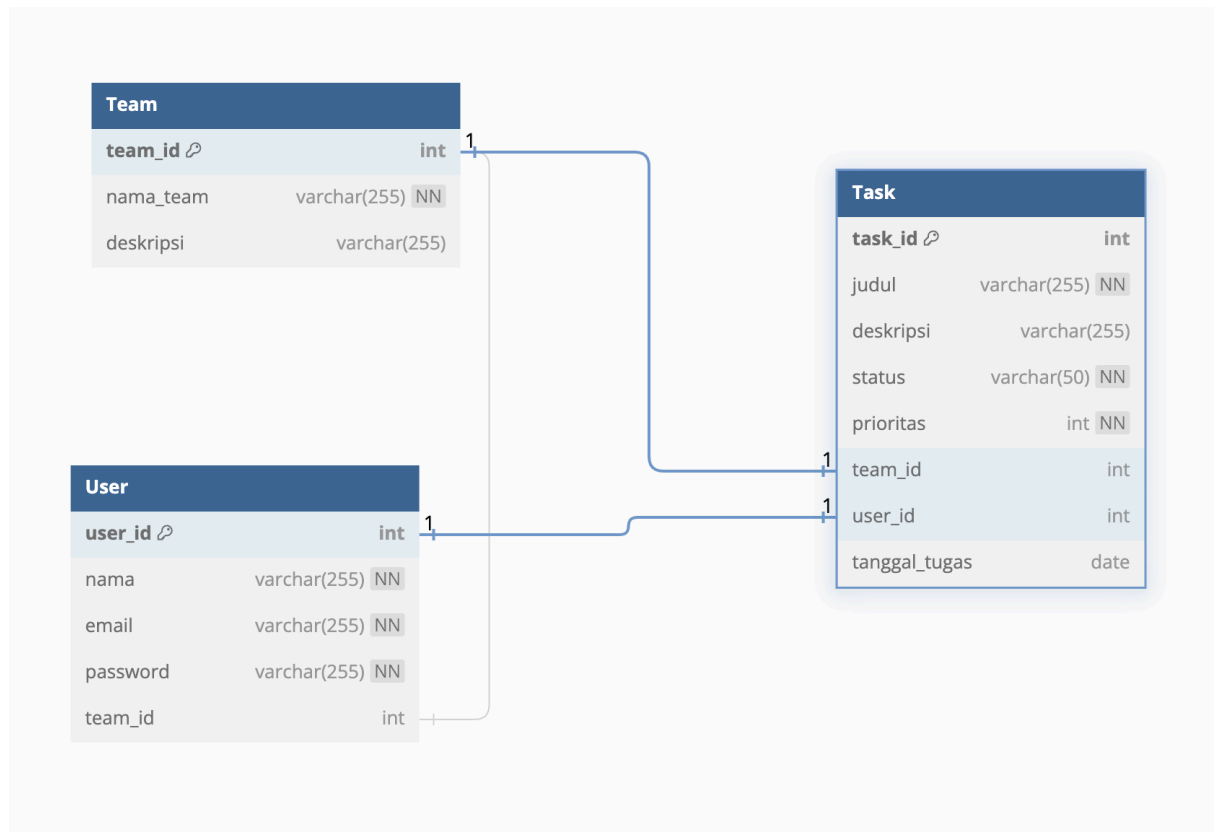 Team
team_id int
nama_team varchar(255) NN
deskripsi varchar(255)
1
Task
task_id int
judul varchar(255) NN
deskripsi varchar(255)
status varchar(50) NN
prioritas int NN
1
team_id int
1
user_id int
tanggal_tugas date
User
user_id int
1
nama varchar(255) NN
email varchar(255) NN
password varchar(255) NN
team_id int